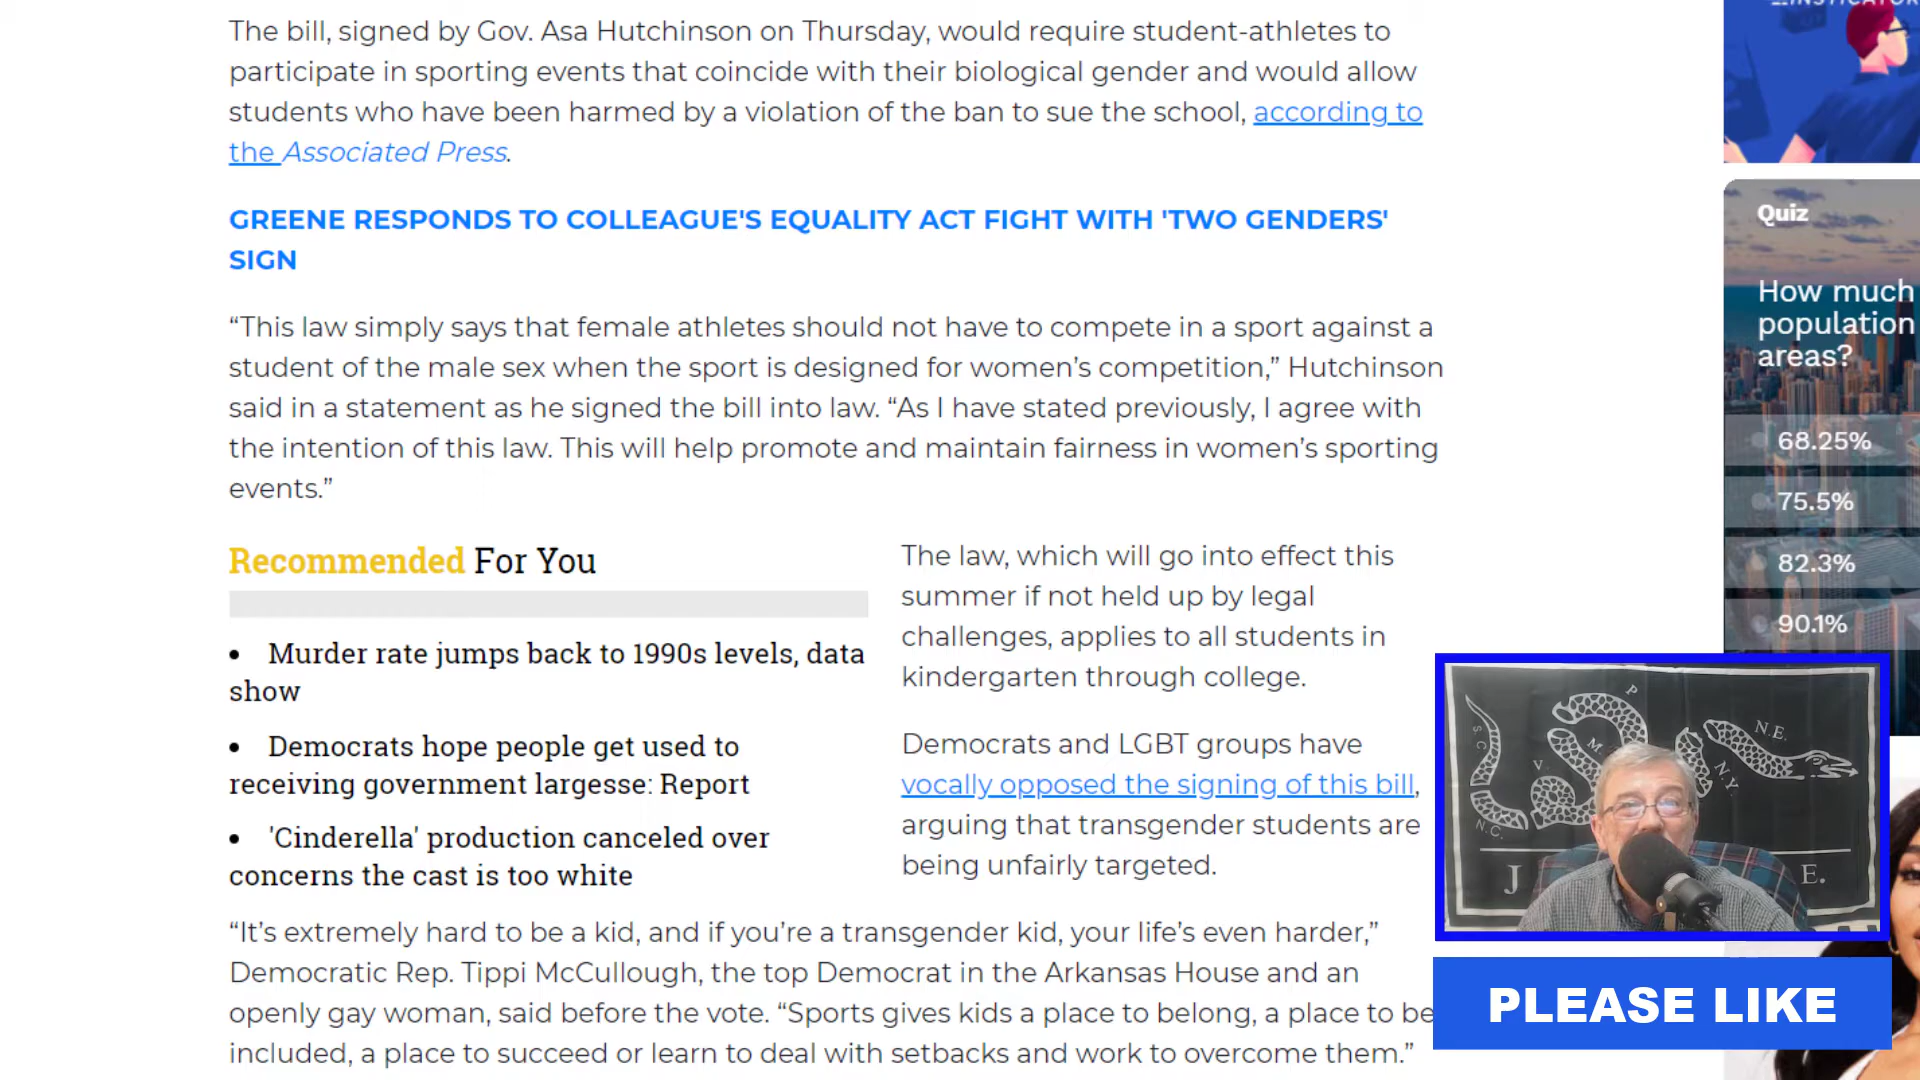 The bill, signed by Gov. Asa Hutchinson on Thursday, would require student-athletes to
participate in sporting events that coincide with their biological gender and would allow
students who have been harmed by a violation of the ban to sue the school, according to
the Associated Press.
GREENE RESPONDS TO COLLEAGUE'S EQUALITY ACT FIGHT WITH 'TWO GENDERS'
SIGN
“This law simply says that female athletes should not have to compete in a sport against a
student of the male sex when the sport is designed for women’s competition,” Hutchinson
said in a statement as he signed the bill into law. “As I have stated previously, I agree with
the intention of this law. This will help promote and maintain fairness in women’s sporting
events.”
Recommended For You
• Murder rate jumps back to 1990s levels, data
show
• Democrats hope people get used to
receiving government largesse: Report
• 'Cinderella' production canceled over
concerns the cast is too white
The law, which will go into effect this
summer if not held up by legal
challenges, applies to all students in
kindergarten through college.
Democrats and LGBT groups have
vocally opposed the signing of this bill,
arguing that transgender students are
being unfairly targeted.
“It’s extremely hard to be a kid, and if you’re a transgender kid, your life’s even harder,”
Democratic Rep. Tippi McCullough, the top Democrat in the Arkansas House and an
openly gay woman, said before the vote. “Sports gives kids a place to belong, a place to be
included, a place to succeed or learn to deal with setbacks and work to overcome them.”
Quiz
How much
population
areas?
68.25%
75.5%
82.3%
90.1%
S.C.
N.C.
V.
M.
P.
N.Y.
N.E.
J
E.
PLEASE LIKE